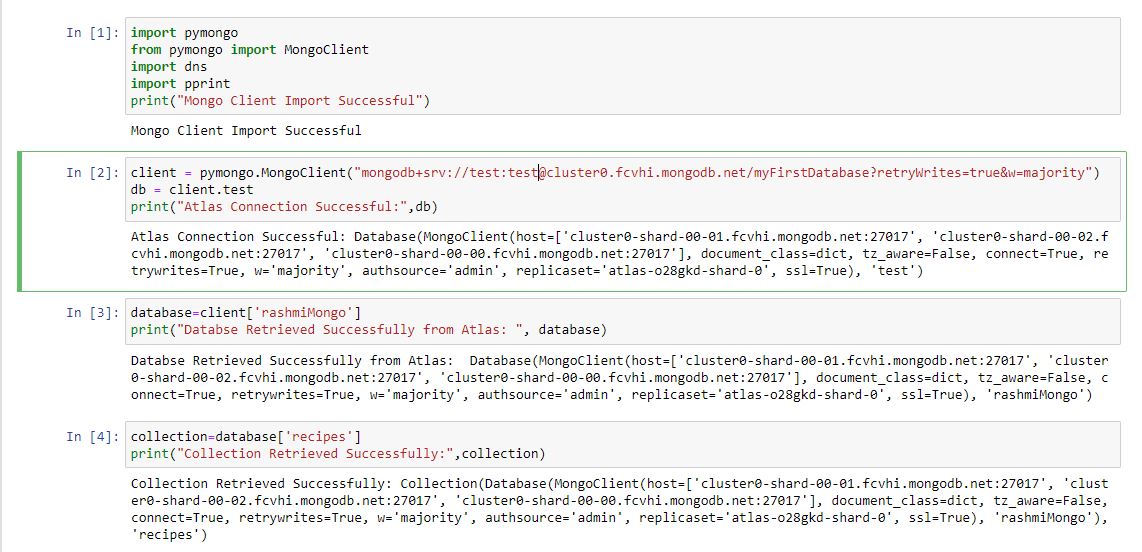 In [1]: import pymongo
from pymongo import MongoClient
import dns
import pprint
print("Mongo Client Import Successful")
Mongo Client Import Successful
In [2]: client = pymongo.MongoClient("mongodb+srv://test:test@cluster0.fcvhi.mongodb.net/myFirstDatabase?retryWrites=true&w=majority")
db = client.test
print("Atlas Connection Successful:",db)
Atlas Connection Successful: Database(MongoClient(host=['cluster0-shard-00-01.fcvhi.mongodb.net:27017', 'cluster0-shard-00-02.f
cvhi.mongodb.net:27017', 'cluster0-shard-00-00.fcvhi.mongodb.net:27017'], document_class=dict, tz_aware=False, connect=True, re
trywrites=True, w='majority', authsource='admin', replicaset='atlas-o28gkd-shard-0', ssl=True), 'test')
In [3]: database=client['rashmiMongo']
print("Databse Retrieved Successfully from Atlas: ", database)
Databse Retrieved Successfully from Atlas:  Database(MongoClient(host=['cluster0-shard-00-01.fcvhi.mongodb.net:27017', 'cluster
0-shard-00-02.fcvhi.mongodb.net:27017', 'cluster0-shard-00-00.fcvhi.mongodb.net:27017'], document_class=dict, tz_aware=False, c
onnect=True, retrywrites=True, w='majority', authsource='admin', replicaset='atlas-o28gkd-shard-0', ssl=True), 'rashmiMongo')
In [4]: collection=database['recipes']
print("Collection Retrieved Successfully:",collection)
Collection Retrieved Successfully: Collection(Database(MongoClient(host=['cluster0-shard-00-01.fcvhi.mongodb.net:27017', 'clust
er0-shard-00-02.fcvhi.mongodb.net:27017', 'cluster0-shard-00-00.fcvhi.mongodb.net:27017'], document_class=dict, tz_aware=False,
connect=True, retrywrites=True, w='majority', authsource='admin', replicaset='atlas-o28gkd-shard-0', ssl=True), 'rashmiMongo'),
'recipes')